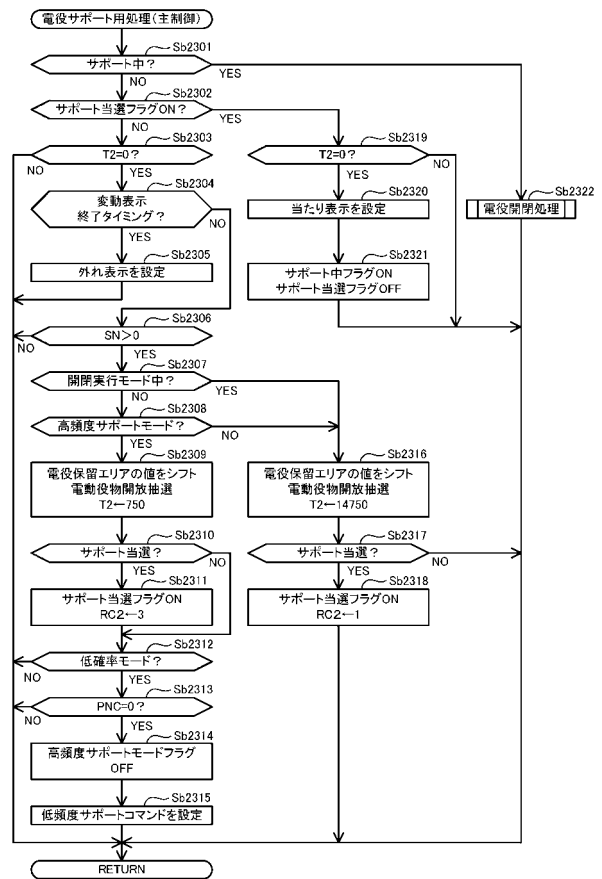 電役サポート用処理(主制御)
Sb2301
サポート中？
YES
NO
Sb2302
サポート当選フラグON？
YES
NO
Sb2303
T2=0？
NO
YES
Sb2304
変動表示
終了タイミング？
NO
YES
Sb2305
外れ表示を設定
Sb2306
SN＞0
NO
YES
Sb2307
開閉実行モード中？
YES
NO
Sb2308
高頻度サポートモード？
NO
YES
Sb2309
電役保留エリアの値をシフト
電動役物開放抽選
T2←750
Sb2310
サポート当選？
NO
YES
Sb2311
サポート当選フラグON
RC2←3
Sb2312
低確率モード？
NO
YES
Sb2313
PNC=0？
NO
YES
Sb2314
高頻度サポートモードフラグ
OFF
Sb2315
低頻度サポートコマンドを設定
RETURN
Sb2319
T2=0？
NO
YES
Sb2320
当たり表示を設定
Sb2321
サポート中フラグON
サポート当選フラグOFF
Sb2322
電役開閉処理
Sb2316
電役保留エリアの値をシフト
電動役物開放抽選
T2←14750
Sb2317
サポート当選？
NO
YES
Sb2318
サポート当選フラグON
RC2←1